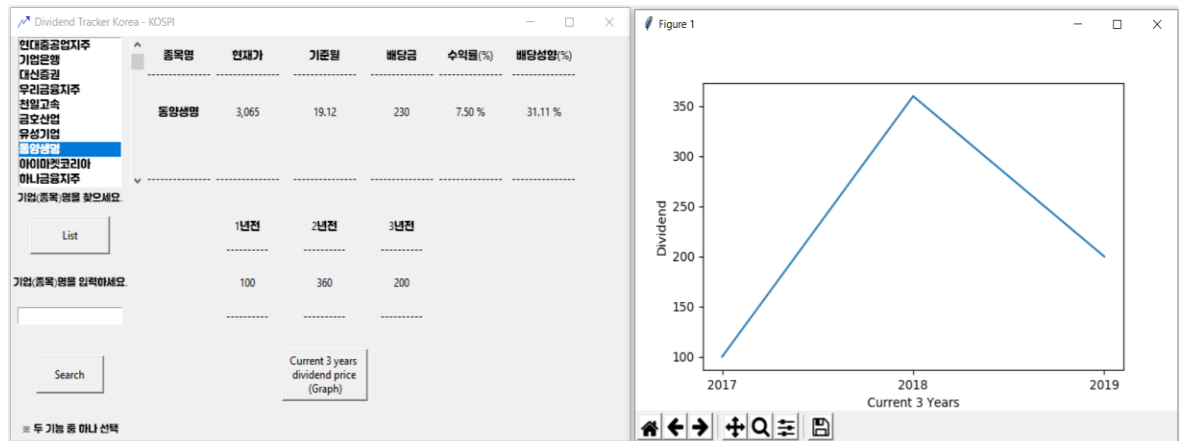 Dividend Tracker Korea - KOSPI
현대중공업지주
기업은행
대신증권
우리금융지주
천일고속
금호산업
유성기업
동양생명
아이마켓코리아
하나금융지주
기업(종목)명을 찾으세요.
List
기업(종목)명을 입력하세요.
Search
※ 두 기능 중 하나 선택
종목명 현재가 기준월 배당금 수익률(%) 배당성향(%)
동양생명 3,065 19.12 230 7.50 % 31.11 %
1년전 2년전 3년전
100 360 200
Current 3 years
dividend price
(Graph)
Figure 1
350
300
250
200
150
100
Dividend
2017 2018 2019
Current 3 Years